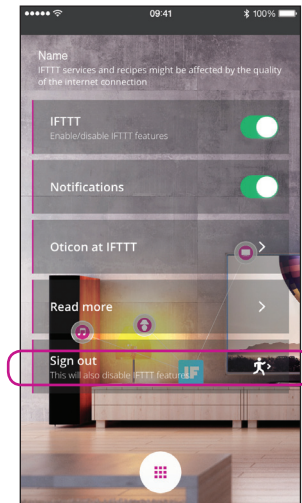 09:41
100%
Name
IFTTT services and recipes might be affected by the quality
of the internet connection
IFTTT
Enable/disable IFTTT features
Notifications
Oticon at IFTTT
Read more
Sign out
This will also disable IFTTT features
IF